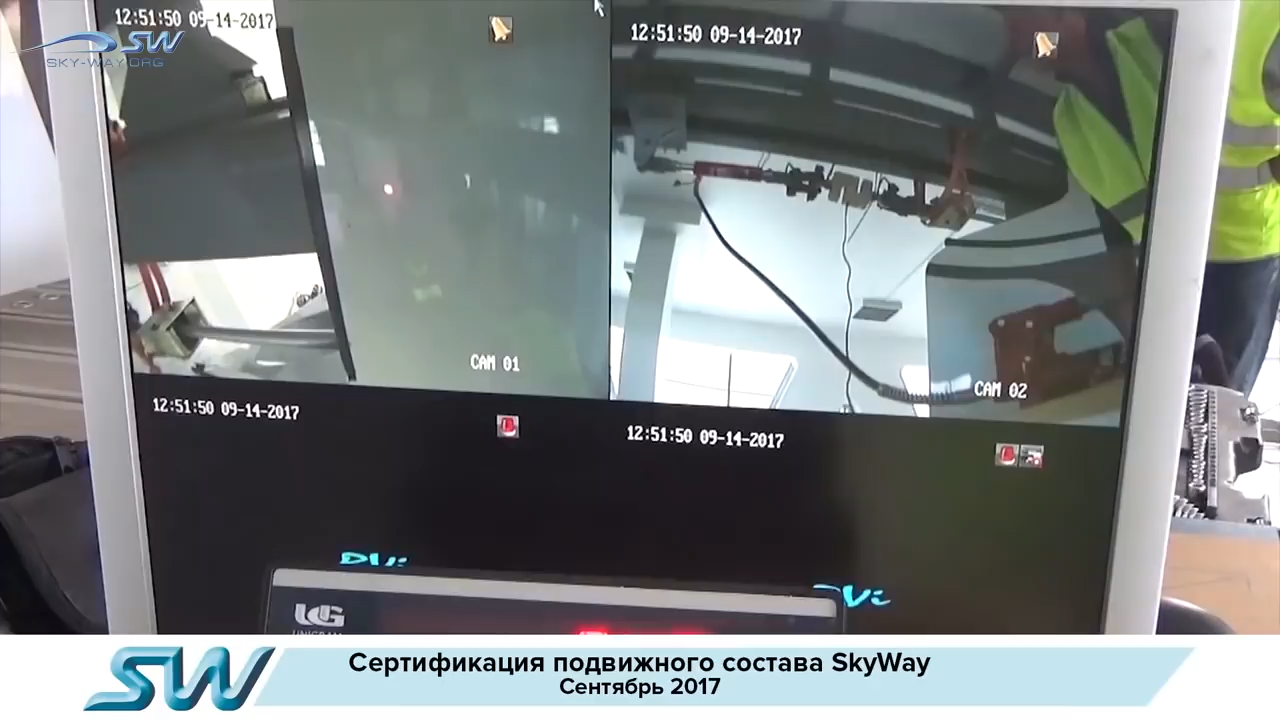 12:51:50 09-14-2017
SW
SKY-WAY.ORG
12:51:50 09-14-2017
CAM 01
CAM 02
12:51:50 09-14-2017
12:51:50 09-14-2017
UG
SW
Сертификация подвижного состава SkyWay
Сентябрь 2017